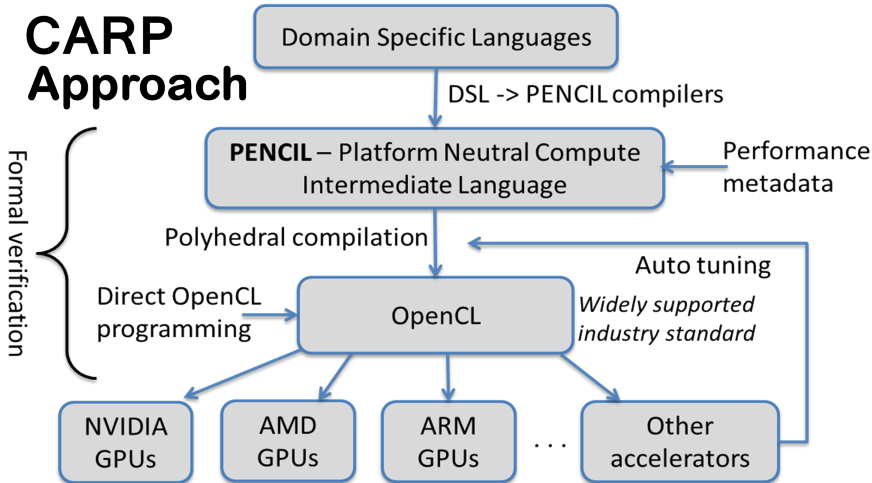 CARP
Approach
Domain Specific Languages
DSL -> PENCIL compilers
PENCIL – Platform Neutral Compute
Intermediate Language
Performance
metadata
Formal verification
Polyhedral compilation
Auto tuning
Direct OpenCL
programming
OpenCL
Widely supported
industry standard
NVIDIA
GPUs
AMD
GPUs
ARM
GPUs
. . .
Other
accelerators